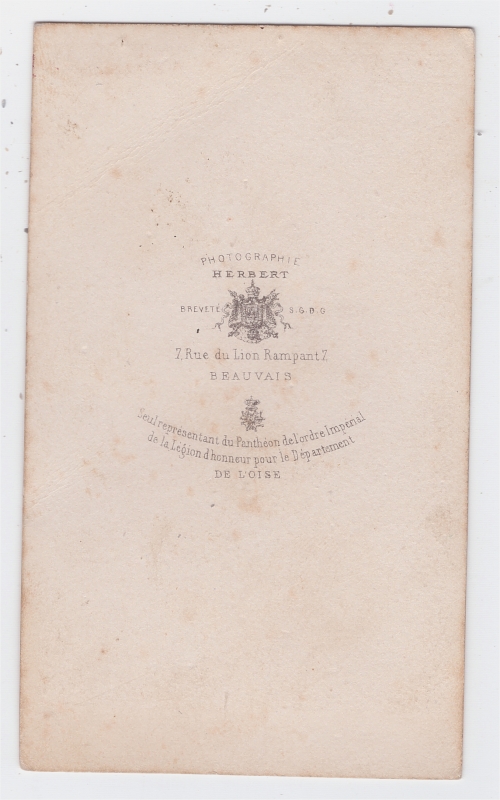 PHOTOGRAPHIE
HERBERT
BREVETÉ S.G.D.G
7, Rue du Lion Rampant 7.
BEAUVAIS
Seul représentant du Panthéon de l'ordre Impérial
de la Légion d'honneur pour le Département
DE L'OISE